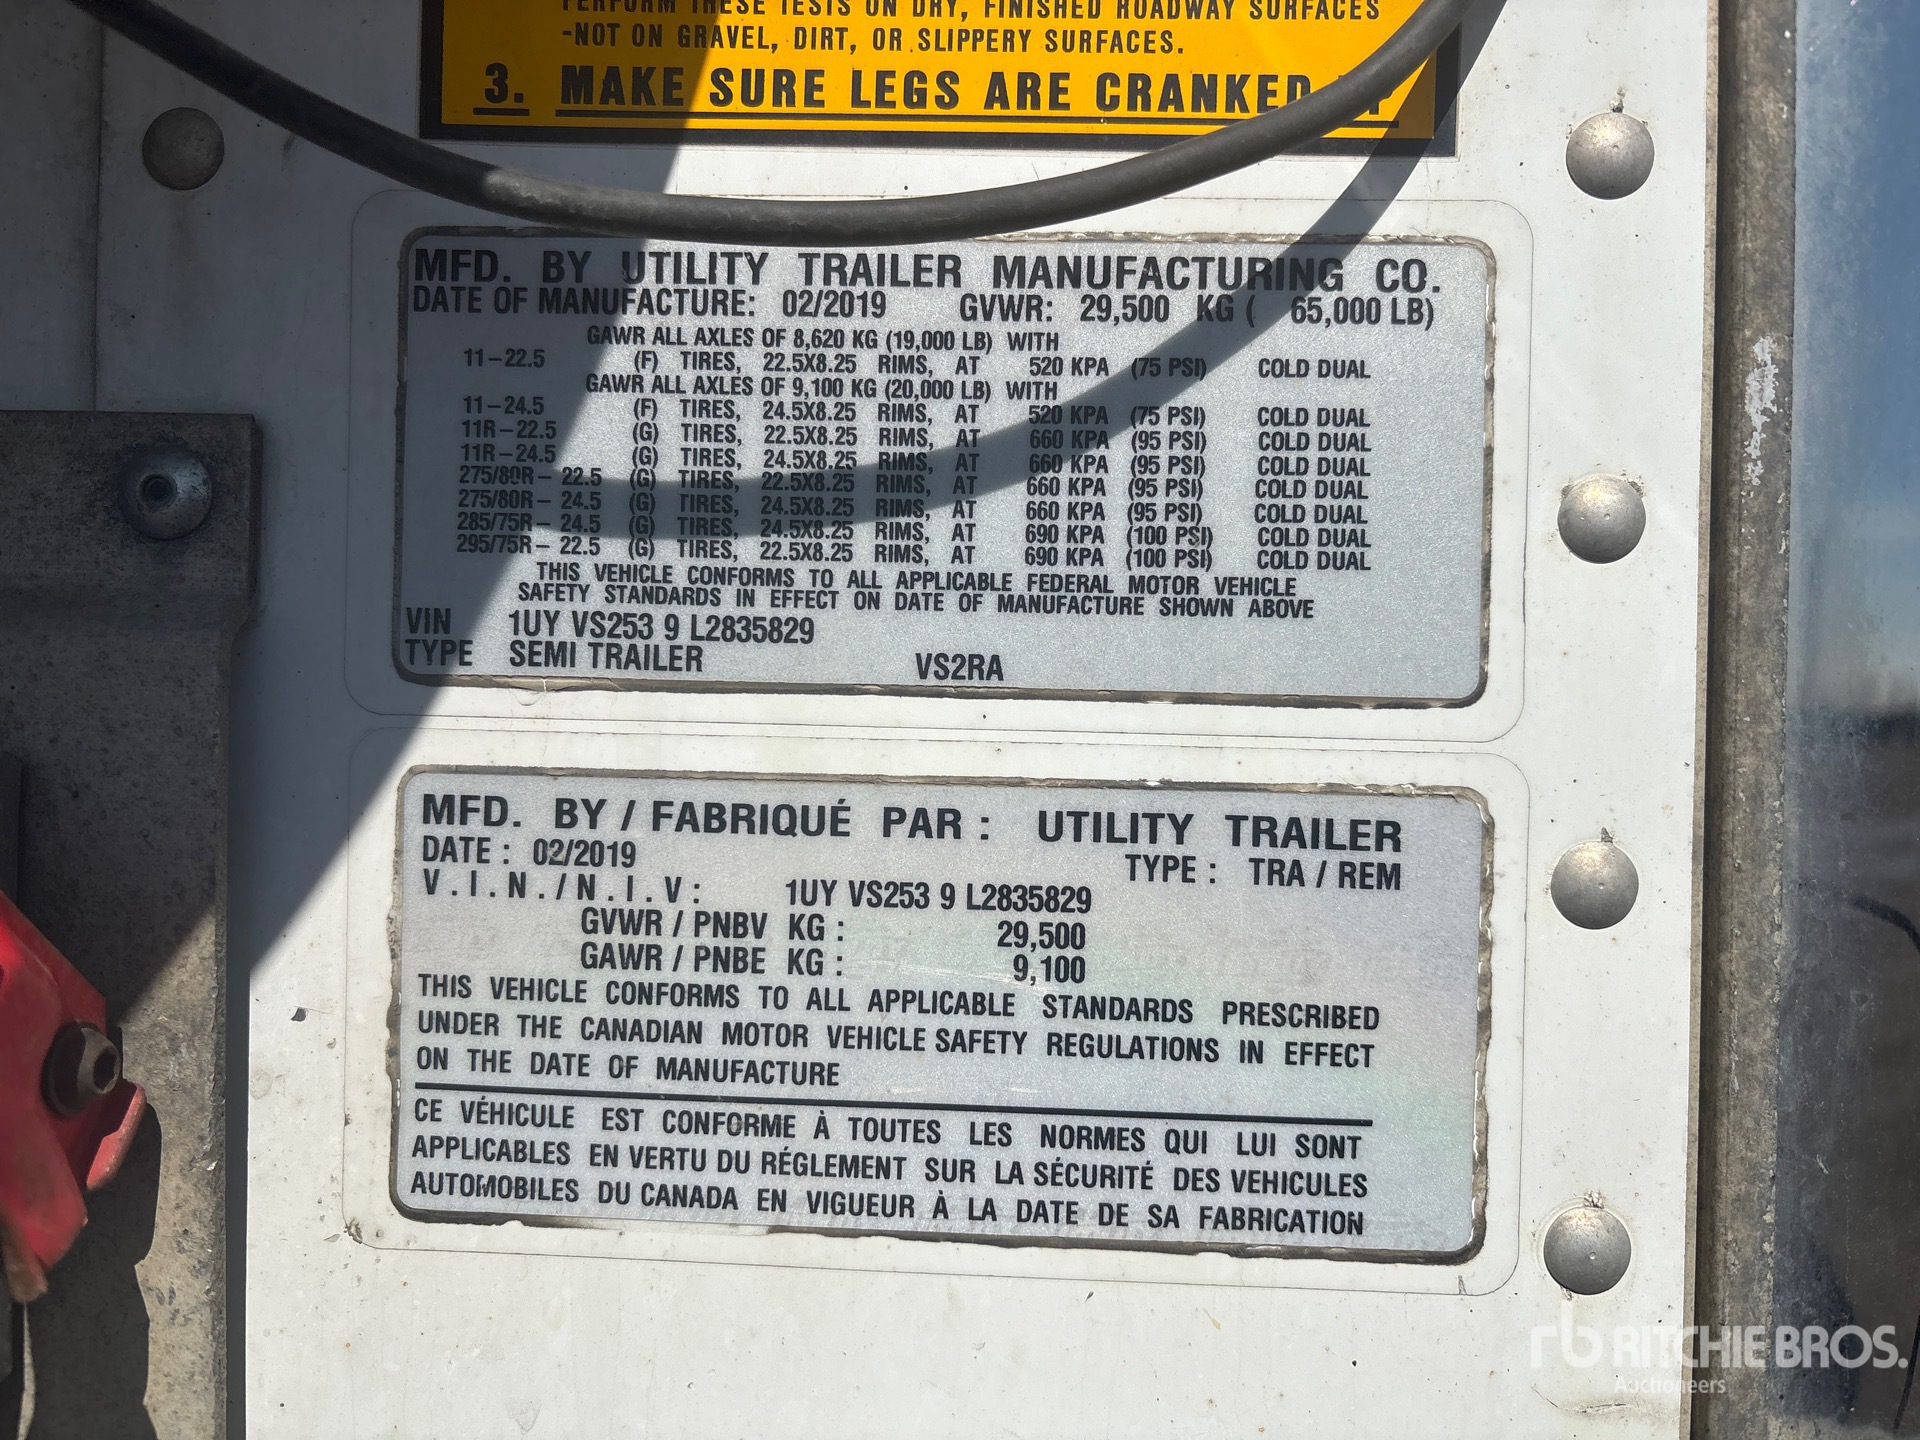 PERFORM THESE TESTS ON DRY, FINISHED ROADWAY SURFACES
-NOT ON GRAVEL, DIRT, OR SLIPPERY SURFACES.
3. MAKE SURE LEGS ARE CRANKED UP
MFD. BY UTILITY TRAILER MANUFACTURING CO.
DATE OF MANUFACTURE: 02/2019 GVWR: 29,500 KG ( 65,000 LB)
GAWR ALL AXLES OF 8,620 KG (19,000 LB) WITH
11-22.5 (F) TIRES, 22.5X8.25 RIMS, AT 520 KPA (75 PSI) COLD DUAL
GAWR ALL AXLES OF 9,100 KG (20,000 LB) WITH
11-24.5 (F) TIRES, 24.5X8.25 RIMS, AT 520 KPA (75 PSI) COLD DUAL
11R-22.5 (G) TIRES, 22.5X8.25 RIMS, AT 660 KPA (95 PSI) COLD DUAL
11R-24.5 (G) TIRES, 24.5X8.25 RIMS, AT 660 KPA (95 PSI) COLD DUAL
275/80R- 22.5 (G) TIRES, 22.5X8.25 RIMS, AT 660 KPA (95 PSI) COLD DUAL
275/80R- 24.5 (G) TIRES, 24.5X8.25 RIMS, AT 660 KPA (95 PSI) COLD DUAL
285/75R- 24.5 (G) TIRES, 24.5X8.25 RIMS, AT 690 KPA (100 PSI) COLD DUAL
295/75R- 22.5 (G) TIRES, 22.5X8.25 RIMS, AT 690 KPA (100 PSI) COLD DUAL
THIS VEHICLE CONFORMS TO ALL APPLICABLE FEDERAL MOTOR VEHICLE
SAFETY STANDARDS IN EFFECT ON DATE OF MANUFACTURE SHOWN ABOVE
VIN 1UY VS253 9 L2835829
TYPE SEMI TRAILER VS2RA
MFD. BY / FABRIQUÉ PAR : UTILITY TRAILER
DATE : 02/2019 TYPE : TRA / REM
V.I.N./N.I.V: 1UY VS253 9 L2835829
GVWR / PNBV KG : 29,500
GAWR / PNBE KG : 9,100
THIS VEHICLE CONFORMS TO ALL APPLICABLE STANDARDS PRESCRIBED
UNDER THE CANADIAN MOTOR VEHICLE SAFETY REGULATIONS IN EFFECT
ON THE DATE OF MANUFACTURE
CE VÉHICULE EST CONFORME À TOUTES LES NORMES QUI LUI SONT
APPLICABLES EN VERTU DU RÉGLEMENT SUR LA SÉCURITÉ DES VEHICULES
AUTOMOBILES DU CANADA EN VIGUEUR À LA DATE DE SA FABRICATION
rb RITCHIE BROS.
Auctioneers